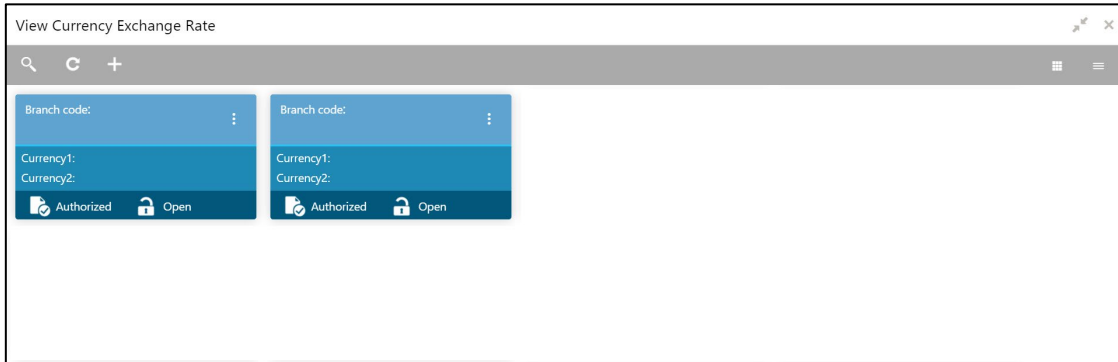 View Currency Exchange Rate
Branch code:
Currency1:
Currency2:
Authorized Open
Branch code:
Currency1:
Currency2:
Authorized Open